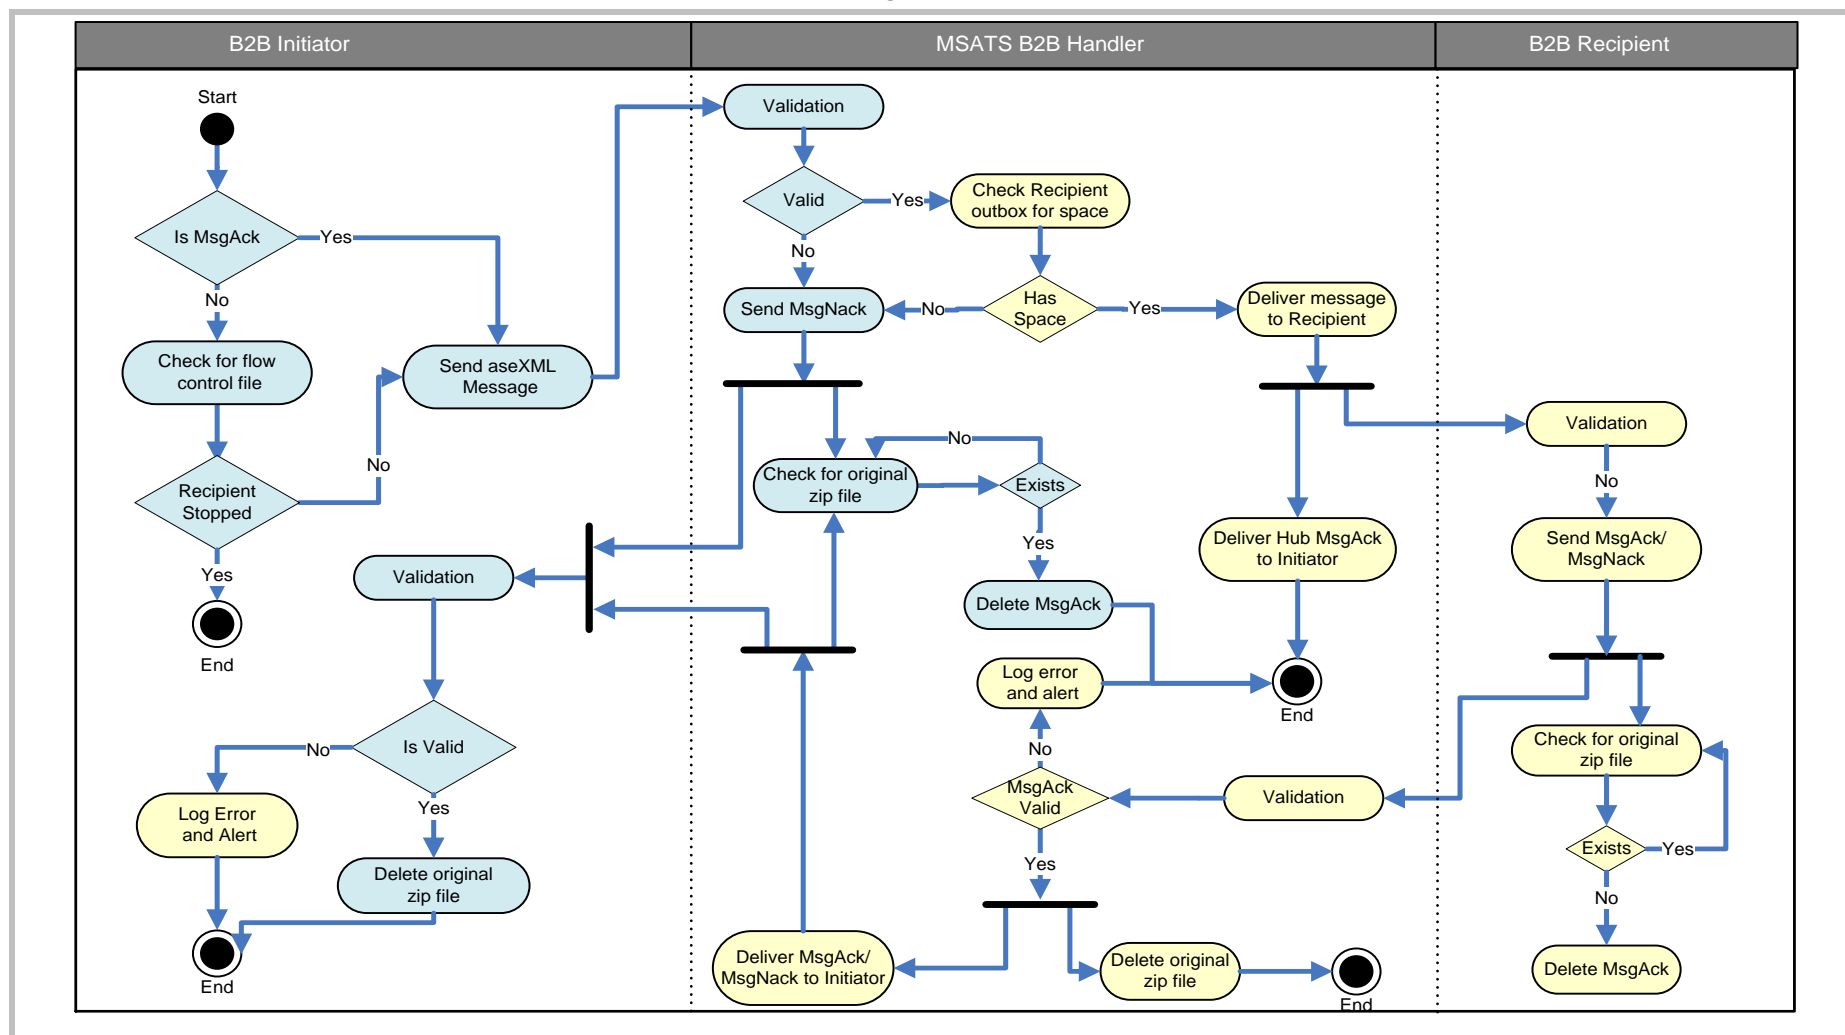 B2B Initiator
MSATS B2B Handler
B2B Recipient
Start
Is MsgAck
Yes
No
Check for flow
control file
Send aseXML
Message
No
Recipient
Stopped
Yes
End
Validation
Is Valid
No
Yes
Log Error
and Alert
Delete original
zip file
End
Validation
Valid
Yes
Check Recipient
outbox for space
No
Send MsgNack
No
Has
Space
Yes
Deliver message
to Recipient
No
Check for original
zip file
Exists
Yes
Delete MsgAck
Deliver Hub MsgAck
to Initiator
Log error
and alert
End
No
MsgAck
Valid
Validation
Yes
Deliver MsgAck/
MsgNack to Initiator
Delete original
zip file
End
Validation
No
Send MsgAck/
MsgNack
Check for original
zip file
Exists
Yes
No
Delete MsgAck